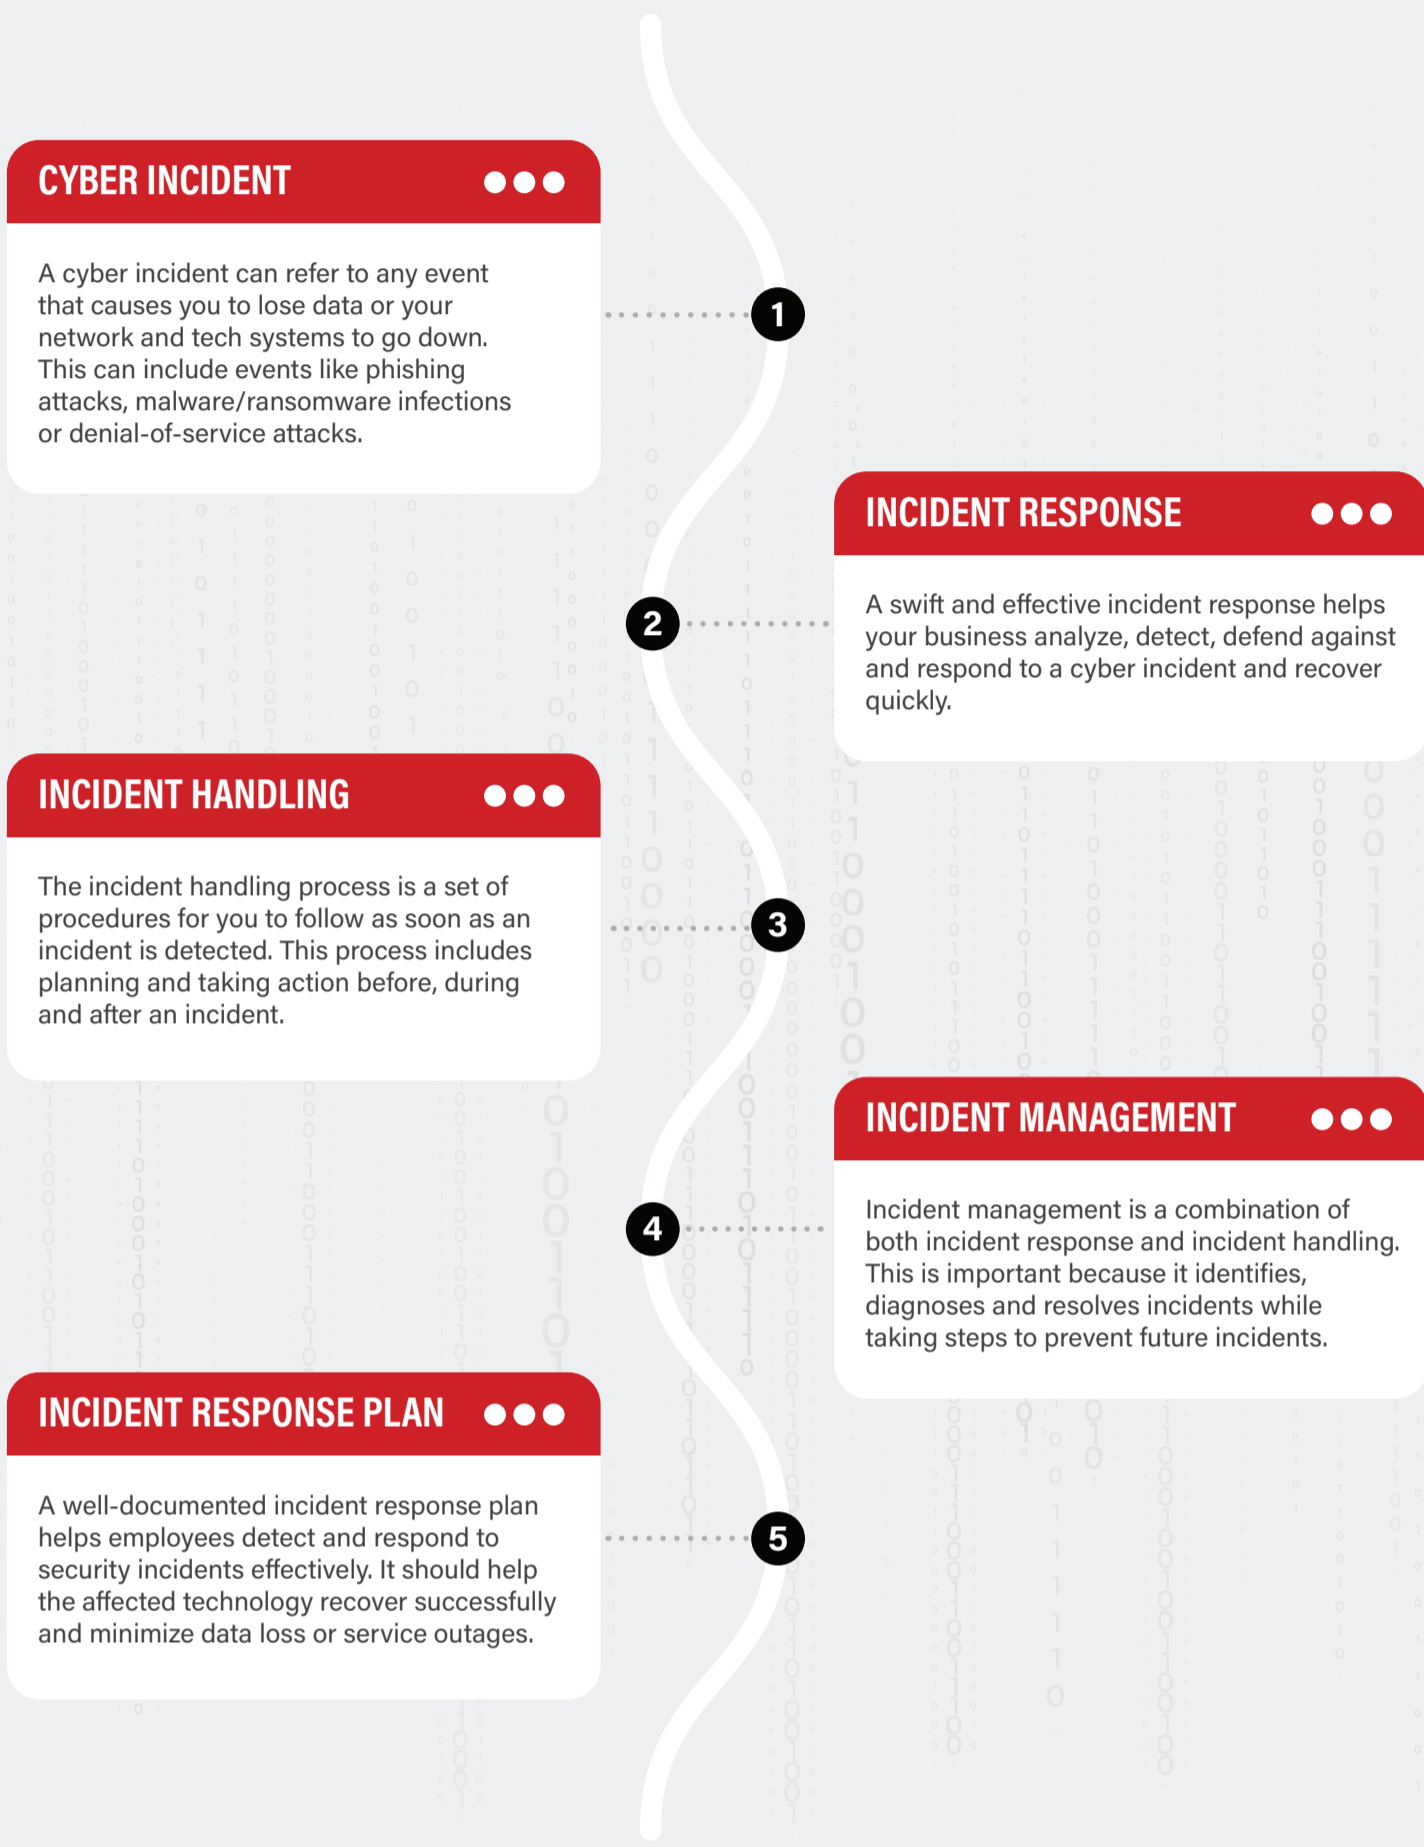 CYBER INCIDENT
A cyber incident can refer to any event
that causes you to lose data or your
network and tech systems to go down.
This can include events like phishing
attacks, malware/ransomware infections
or denial-of-service attacks.
1
INCIDENT RESPONSE
A swift and effective incident response helps
your business analyze, detect, defend against
and respond to a cyber incident and recover
quickly.
2
INCIDENT HANDLING
The incident handling process is a set of
procedures for you to follow as soon as an
incident is detected. This process includes
planning and taking action before, during
and after an incident.
3
INCIDENT MANAGEMENT
Incident management is a combination of
both incident response and incident handling.
This is important because it identifies,
diagnoses and resolves incidents while
taking steps to prevent future incidents.
4
INCIDENT RESPONSE PLAN
A well-documented incident response plan
helps employees detect and respond to
security incidents effectively. It should help
the affected technology recover successfully
and minimize data loss or service outages.
5